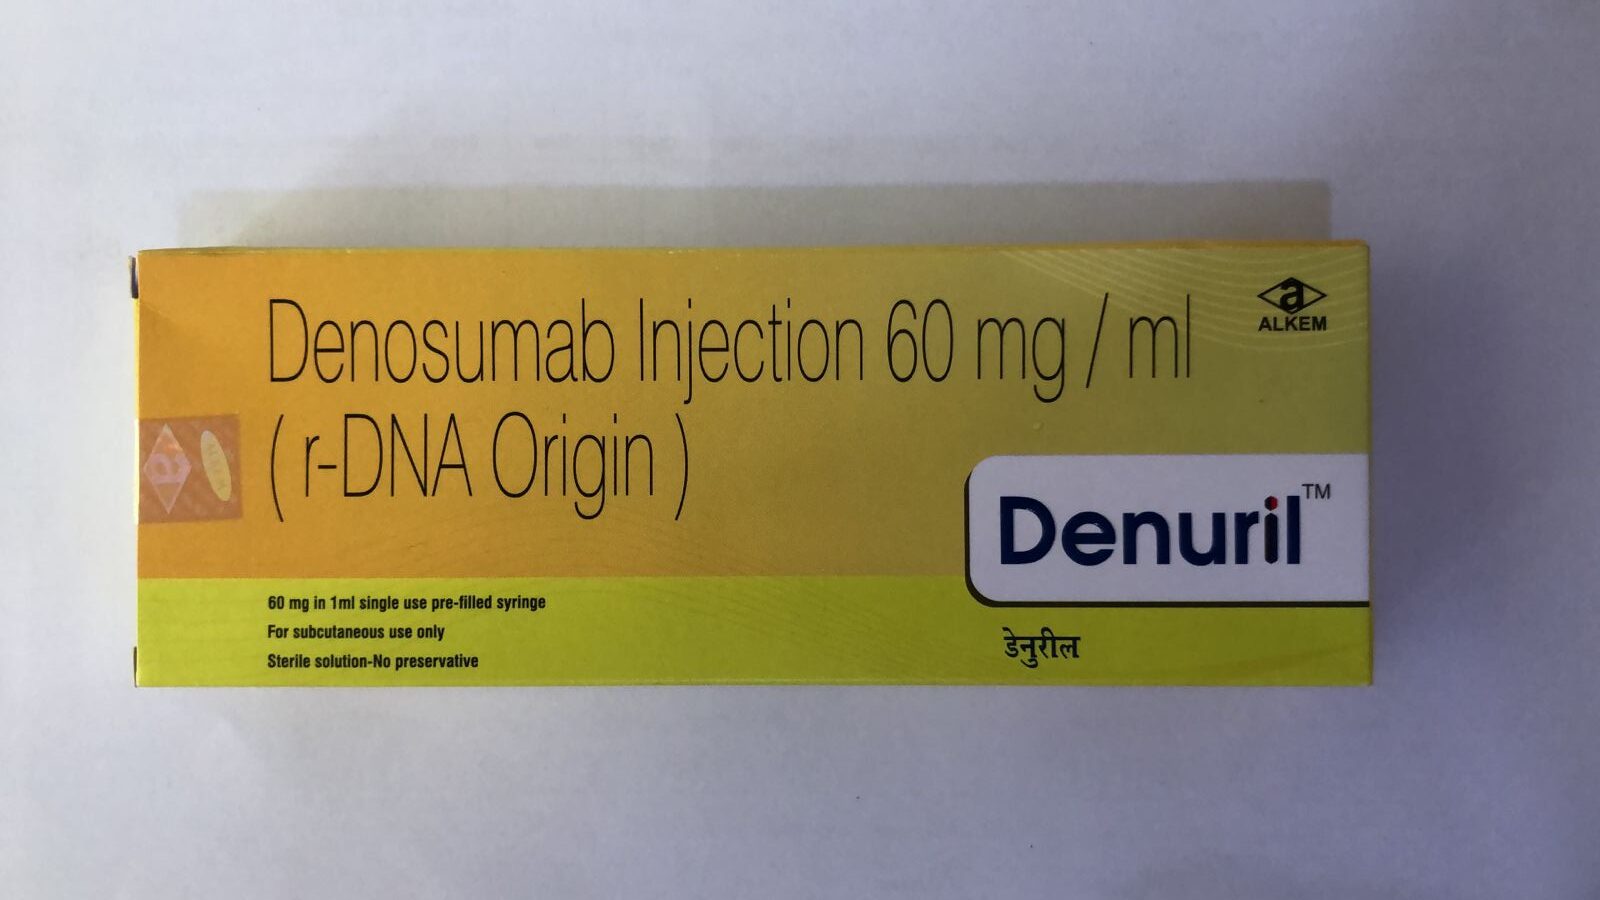 Denosumab Injection 60 mg / ml
( r-DNA Origin )
a
ALKEM
Denuril™
डेनुरील
60 mg in 1ml single use pre-filled syringe
For subcutaneous use only
Sterile solution-No preservative